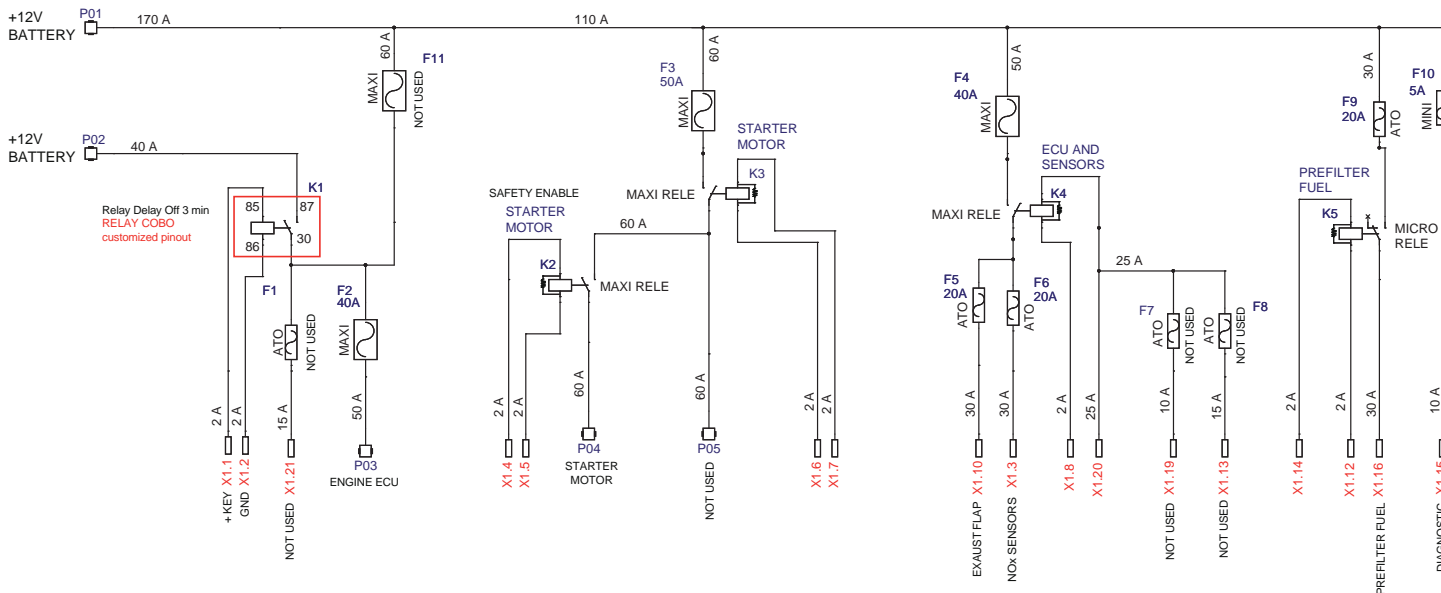 +12V
BATTERY
P01
170 A
110 A
60 A
F11
MAXI
NOT USED
60 A
F3
50A
MAXI
50 A
F4
40A
MAXI
30 A
F9
20A
ATO
F10
5A
MINI
+12V
BATTERY
P02
40 A
K1
85
87
86
30
Relay Delay Off 3 min
RELAY COBO
customized pinout
STARTER
MOTOR
K3
MAXI RELE
SAFETY ENABLE
STARTER
MOTOR
60 A
K2
MAXI RELE
ECU AND
SENSORS
K4
MAXI RELE
PREFILTER
FUEL
K5
MICRO
RELE
25 A
F1
ATO
NOT USED
F2
40A
MAXI
F5
20A
ATO
F6
20A
ATO
F7
ATO
NOT USED
F8
ATO
NOT USED
2 A
2 A
15 A
50 A
2 A
2 A
60 A
60 A
2 A
2 A
30 A
30 A
2 A
25 A
10 A
15 A
2 A
2 A
30 A
10 A
+ KEY X1.1
GND X1.2
NOT USED X1.21
P03
ENGINE ECU
X1.4
X1.5
P04
STARTER
MOTOR
P05
NOT USED
X1.6
X1.7
EXAUST FLAP X1.10
NOx SENSORS X1.3
X1.8
X1.20
NOT USED X1.19
NOT USED X1.13
X1.14
X1.12
PREFILTER FUEL X1.16
DIAGNOSTIC X1.15